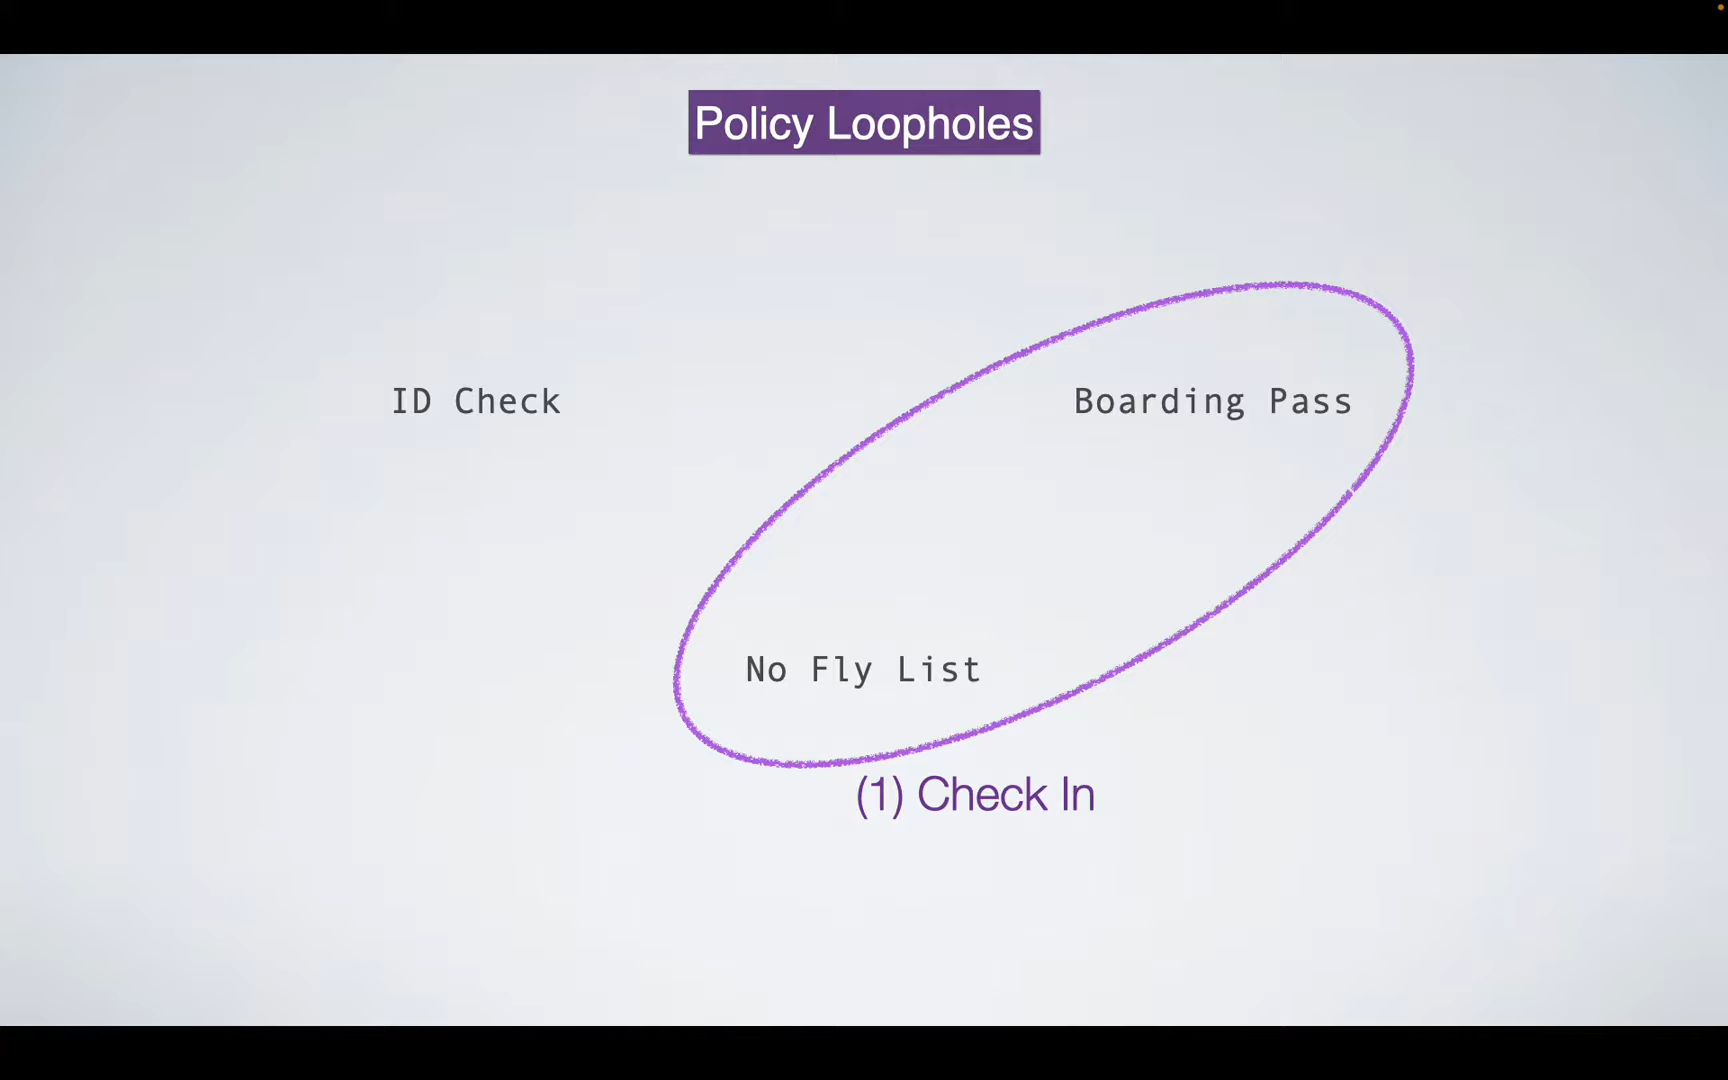 Policy Loopholes
ID Check
Boarding Pass
No Fly List
(1) Check In